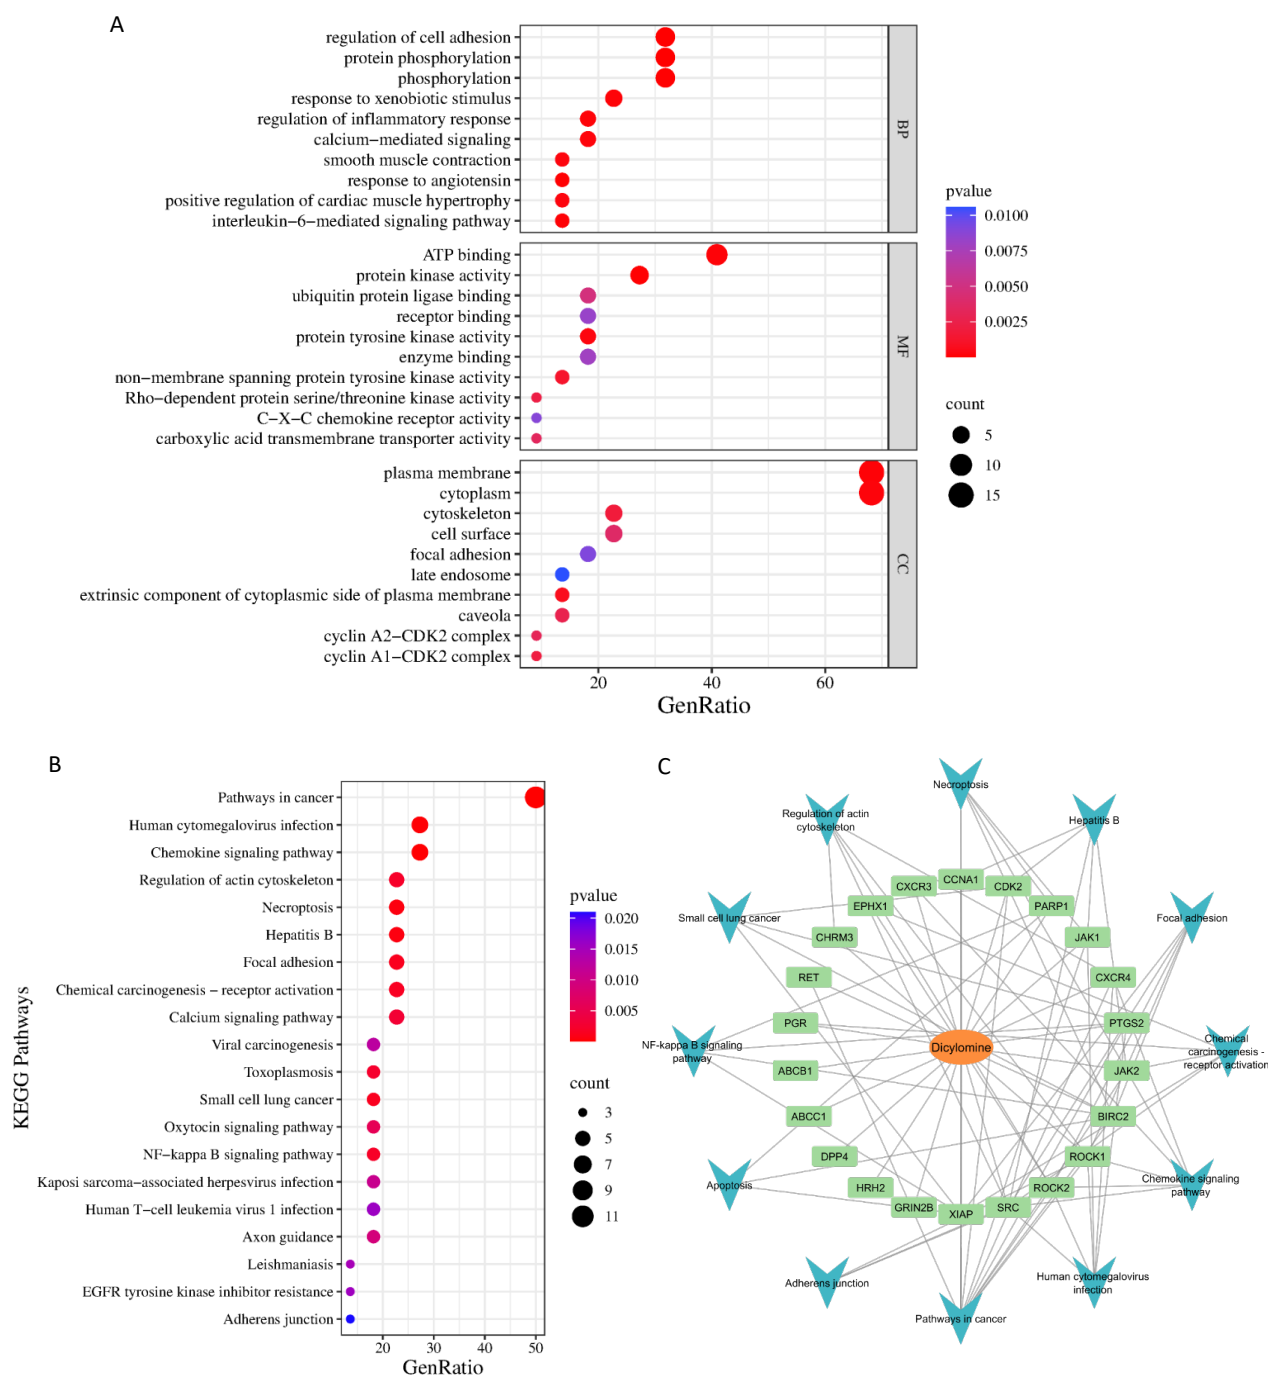 A
regulation of cell adhesion
protein phosphorylation
phosphorylation
response to xenobiotic stimulus
regulation of inflammatory response
calcium−mediated signaling
smooth muscle contraction
response to angiotensin
positive regulation of cardiac muscle hypertrophy
interleukin−6−mediated signaling pathway
BP
ATP binding
protein kinase activity
ubiquitin protein ligase binding
receptor binding
protein tyrosine kinase activity
enzyme binding
non−membrane spanning protein tyrosine kinase activity
Rho−dependent protein serine/threonine kinase activity
C−X−C chemokine receptor activity
carboxylic acid transmembrane transporter activity
MF
plasma membrane
cytoplasm
cytoskeleton
cell surface
focal adhesion
late endosome
extrinsic component of cytoplasmic side of plasma membrane
caveola
cyclin A2−CDK2 complex
cyclin A1−CDK2 complex
CC
20 40 60
GenRatio
pvalue
0.0100
0.0075
0.0050
0.0025
count
5
10
15
B
KEGG Pathways
Pathways in cancer
Human cytomegalovirus infection
Chemokine signaling pathway
Regulation of actin cytoskeleton
Necroptosis
Hepatitis B
Focal adhesion
Chemical carcinogenesis − receptor activation
Calcium signaling pathway
Viral carcinogenesis
Toxoplasmosis
Small cell lung cancer
Oxytocin signaling pathway
NF−kappa B signaling pathway
Kaposi sarcoma−associated herpesvirus infection
Human T−cell leukemia virus 1 infection
Axon guidance
Leishmaniasis
EGFR tyrosine kinase inhibitor resistance
Adherens junction
20 30 40 50
GenRatio
pvalue
0.020
0.015
0.010
0.005
count
3
5
7
9
11
C
Necroptosis
Regulation of actin
cytoskeleton
Hepatitis B
Small cell lung cancer
Focal adhesion
NF-kappa B signaling
pathway
Chemical
carcinogenesis -
receptor activation
Apoptosis
Chemokine signaling
pathway
Adherens junction
Human cytomegalovirus
infection
Pathways in cancer
CCNA1
CXCR3
CDK2
EPHX1
PARP1
CHRM3
JAK1
RET
CXCR4
PGR
PTGS2
Dicylomine
ABCB1
JAK2
ABCC1
BIRC2
DPP4
ROCK1
HRH2
ROCK2
GRIN2B
XIAP
SRC